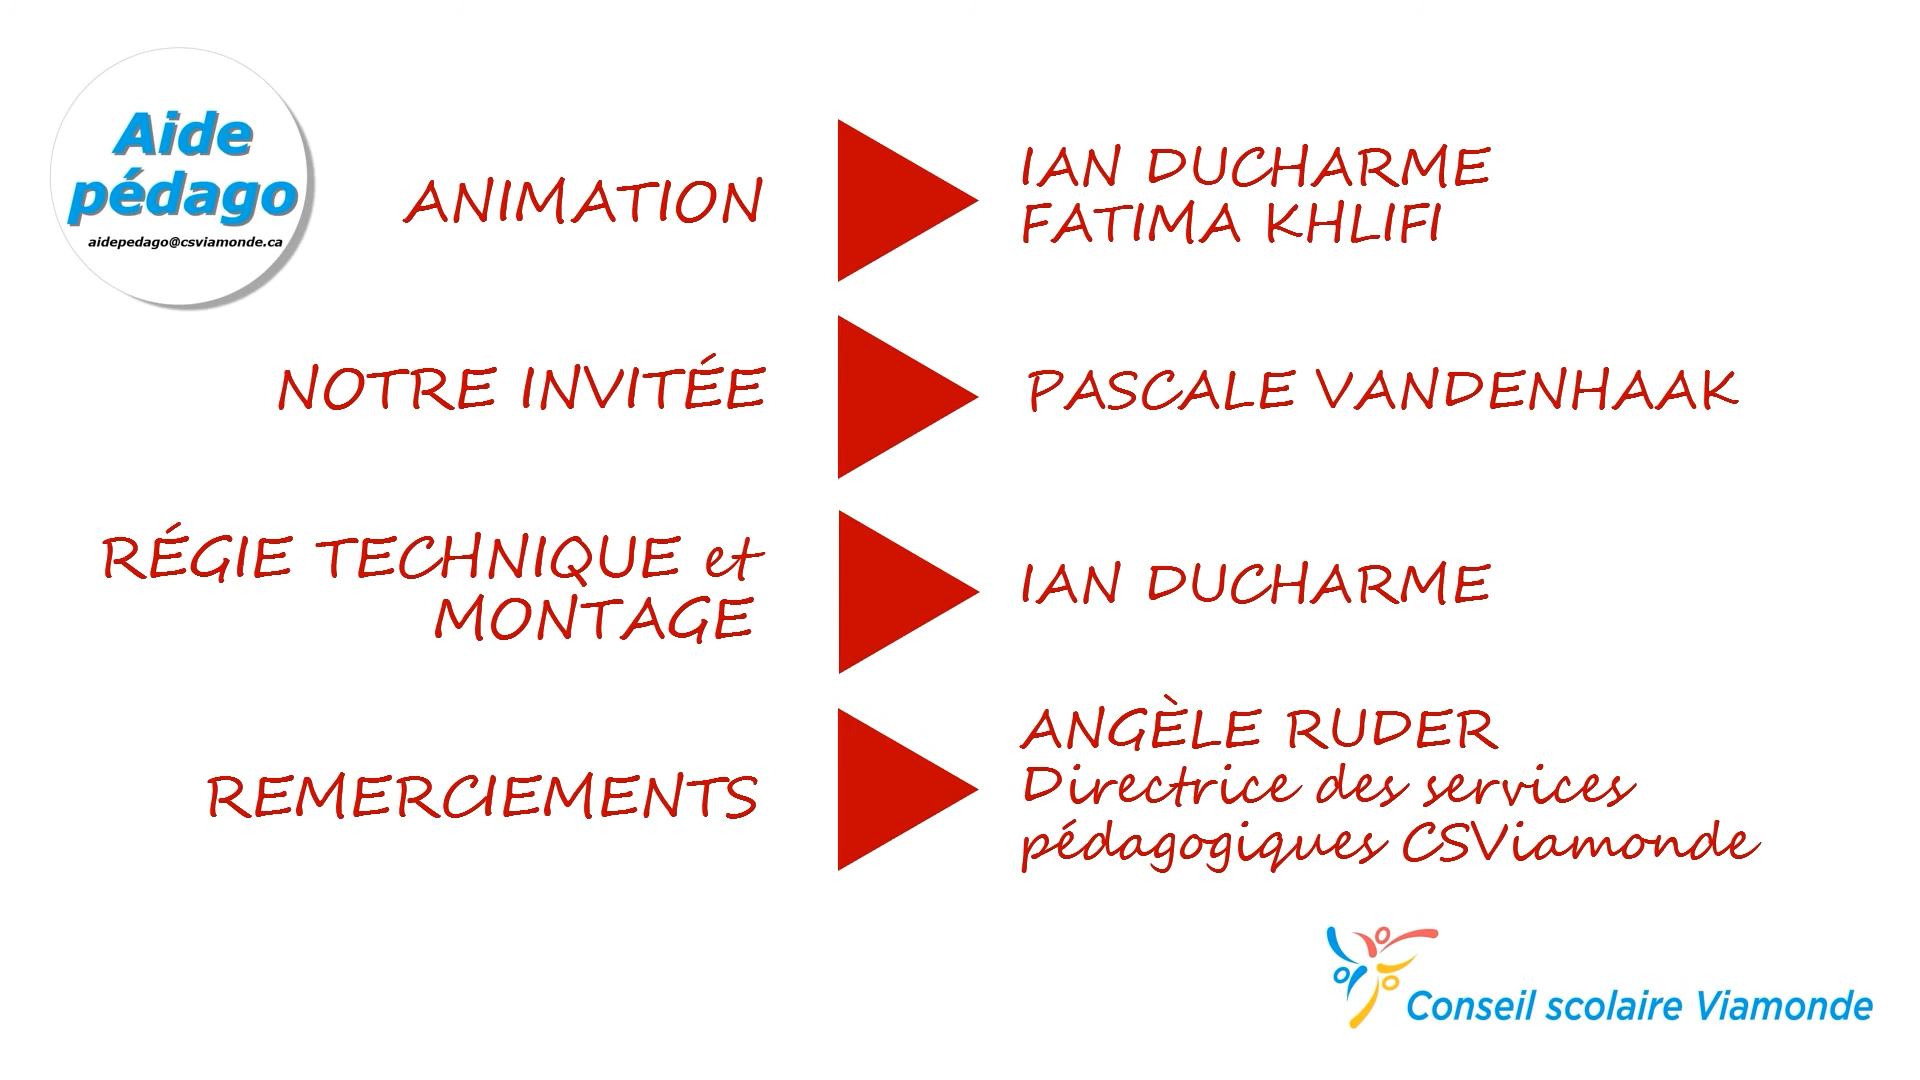 Aide
pédago
aidepedago@csviamonde.ca
ANIMATION
IAN DUCHARME
FATIMA KHLIFI
NOTRE INVITÉE
PASCALE VANDENHAAK
RÉGIE TECHNIQUE et
MONTAGE
IAN DUCHARME
REMERCIEMENTS
ANGÈLE RUDER
Directrice des services
pédagogiques CSViamonde
Conseil scolaire Viamonde